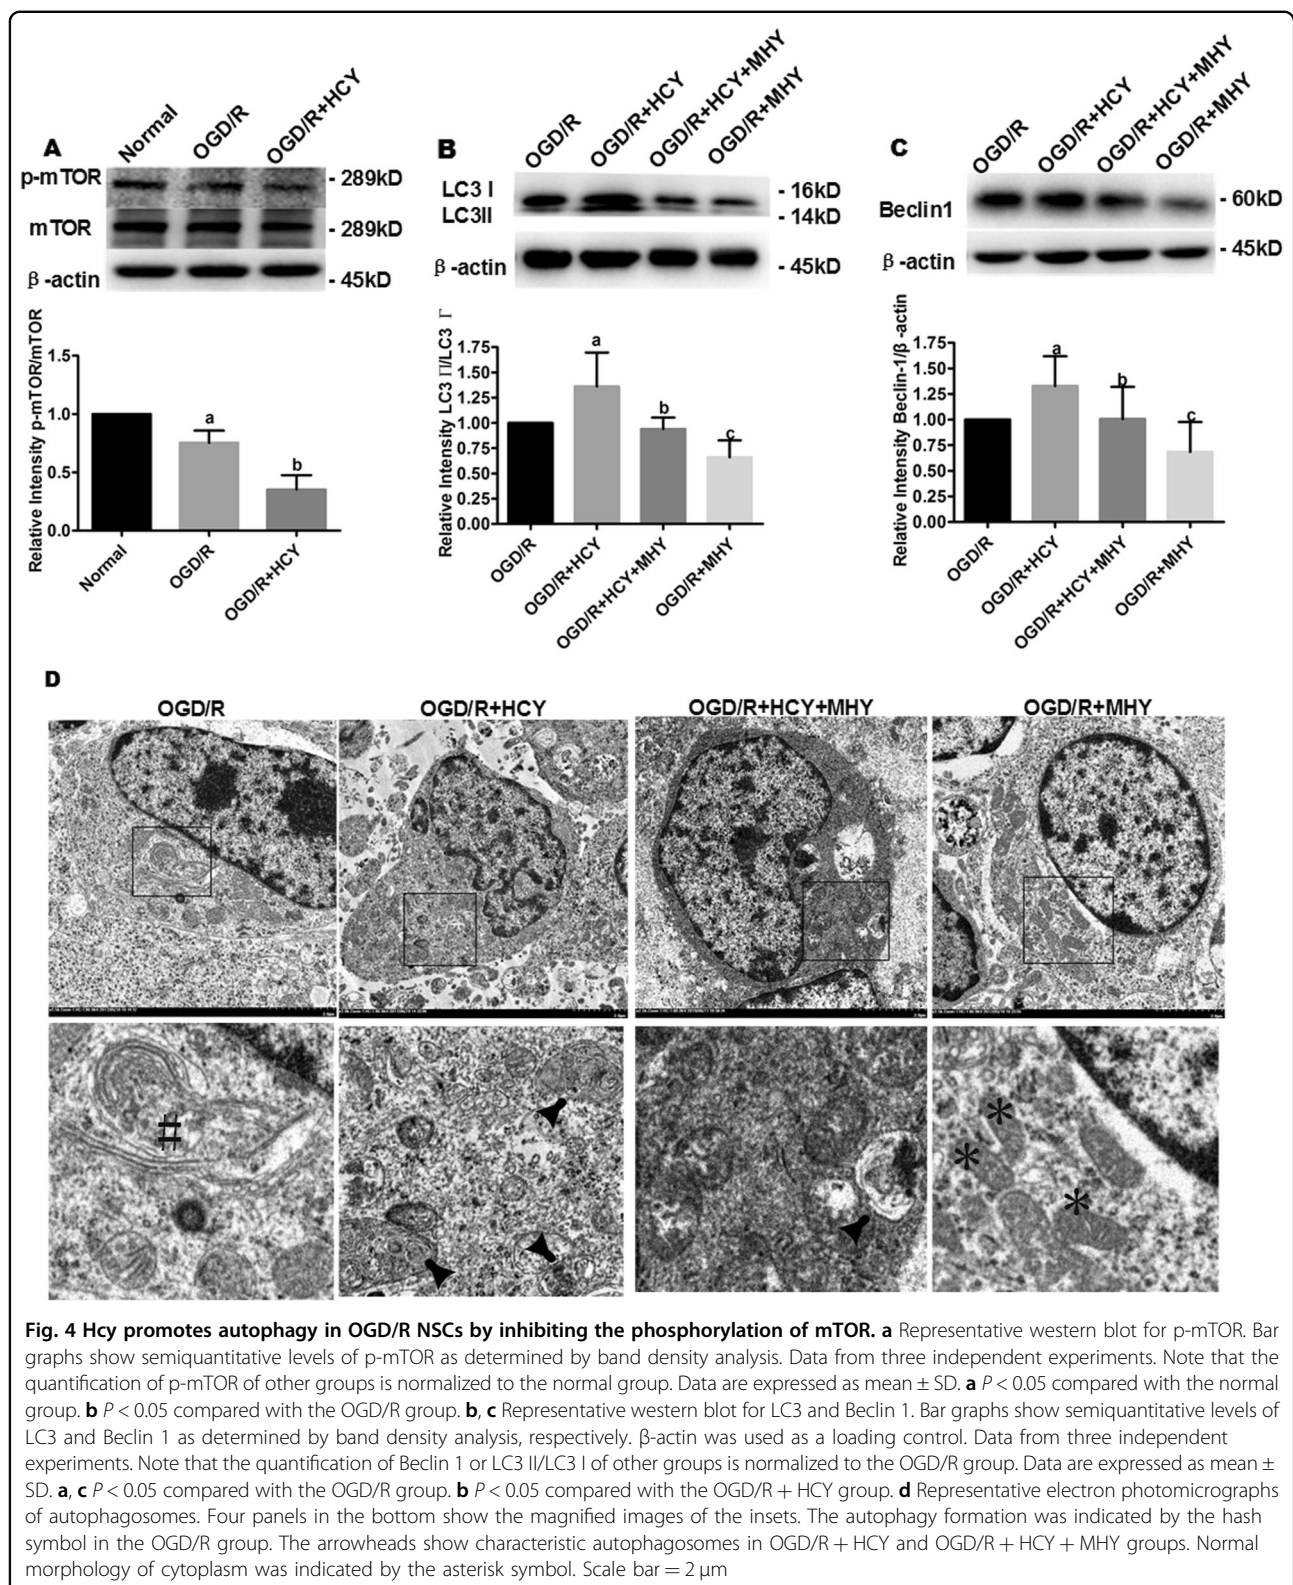 A
Normal
OGD/R
OGD/R+HCY
p-mTOR
- 289kD
mTOR
- 289kD
β -actin
- 45kD
Relative Intensity p-mTOR/mTOR
1.5
1.0
0.5
0.0
a
b
Normal
OGD/R
OGD/R+HCY
B
OGD/R
OGD/R+HCY
OGD/R+HCY+MHY
OGD/R+MHY
LC3 I
- 16kD
LC3II
- 14kD
β -actin
- 45kD
Relative Intensity LC3 Π/LC3 Γ
1.75
1.50
1.25
1.00
0.75
0.50
0.25
0.00
a
b
c
OGD/R
OGD/R+HCY
OGD/R+HCY+MHY
OGD/R+MHY
C
OGD/R
OGD/R+HCY
OGD/R+HCY+MHY
OGD/R+MHY
Beclin1
- 60kD
β -actin
- 45kD
Relative Intensity Beclin-1/β -actin
1.75
1.50
1.25
1.00
0.75
0.50
0.25
0.00
a
b
c
OGD/R
OGD/R+HCY
OGD/R+HCY+MHY
OGD/R+MHY
D
OGD/R
OGD/R+HCY
OGD/R+HCY+MHY
OGD/R+MHY
#
*
*
*
Fig. 4 Hcy promotes autophagy in OGD/R NSCs by inhibiting the phosphorylation of mTOR. a Representative western blot for p-mTOR. Bar
graphs show semiquantitative levels of p-mTOR as determined by band density analysis. Data from three independent experiments. Note that the
quantification of p-mTOR of other groups is normalized to the normal group. Data are expressed as mean ± SD. a P < 0.05 compared with the normal
group. b P < 0.05 compared with the OGD/R group. b, c Representative western blot for LC3 and Beclin 1. Bar graphs show semiquantitative levels of
LC3 and Beclin 1 as determined by band density analysis, respectively. β-actin was used as a loading control. Data from three independent
experiments. Note that the quantification of Beclin 1 or LC3 II/LC3 I of other groups is normalized to the OGD/R group. Data are expressed as mean ±
SD. a, c P < 0.05 compared with the OGD/R group. b P < 0.05 compared with the OGD/R + HCY group. d Representative electron photomicrographs
of autophagosomes. Four panels in the bottom show the magnified images of the insets. The autophagy formation was indicated by the hash
symbol in the OGD/R group. The arrowheads show characteristic autophagosomes in OGD/R + HCY and OGD/R + HCY + MHY groups. Normal
morphology of cytoplasm was indicated by the asterisk symbol. Scale bar = 2 μm